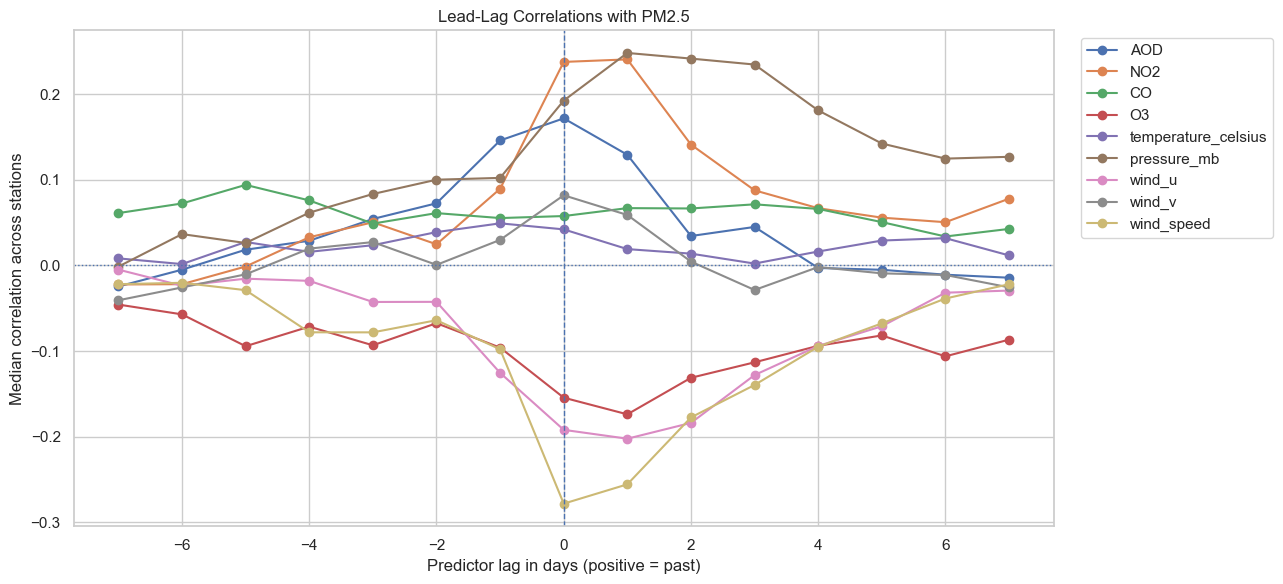 Lead-Lag Correlations with PM2.5
Median correlation across stations
0.2
0.1
0.0
−0.1
−0.2
−0.3
−6
−4
−2
0
2
4
6
Predictor lag in days (positive = past)
AOD
NO2
CO
O3
temperature_celsius
pressure_mb
wind_u
wind_v
wind_speed